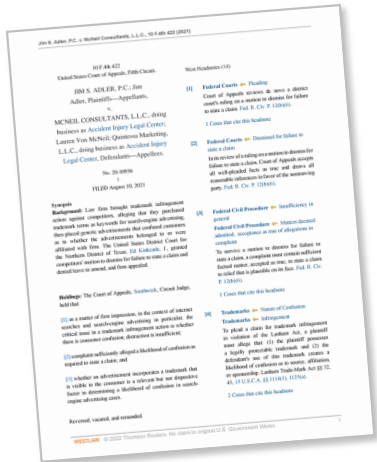 Jim S. Adler, P.C. v. McNeil Consultants, L.L.C., 10 F.4th 422 (2021)
10 F.4th 422
United States Court of Appeals, Fifth Circuit.
JIM S. ADLER, P.C.; Jim
Adler, Plaintiffs—Appellants,
v.
MCNEIL CONSULTANTS, L.L.C., doing
business as Accident Injury Legal Center;
Lauren Von McNeil; Quintessa Marketing,
L.L.C., doing business as Accident Injury
Legal Center, Defendants—Appellees.
No. 20-10936
FILED August 10, 2021
Synopsis
Background: Law firm brought trademark infringement
action against competitors, alleging that they purchased
trademark terms as keywords for search-engine advertising,
then placed generic advertisements that confused customers
as to whether the advertisements belonged to or were
affiliated with firm. The United States District Court for
the Northern District of Texas, Ed Kinkeade, J., granted
competitors' motion to dismiss for failure to state a claim and
denied leave to amend, and firm appealed.
Holdings: The Court of Appeals, Southwick, Circuit Judge,
held that:
[1] as a matter of first impression, in the context of internet
searches and search-engine advertising in particular, the
critical issue in a trademark infringement action is whether
there is consumer confusion; distraction is insufficient;
[2] complaint sufficiently alleged a likelihood of confusion as
required to state a claim; and
[3] whether an advertisement incorporates a trademark that
is visible to the consumer is a relevant but not dispositive
factor in determining a likelihood of confusion in search-
engine advertising cases.
Reversed, vacated, and remanded.
West Headnotes (14)
[1] Federal Courts Pleading
Court of Appeals reviews de novo a district
court's ruling on a motion to dismiss for failure
to state a claim. Fed. R. Civ. P. 12(b)(6).
1 Cases that cite this headnote
[2] Federal Courts Dismissal for failure to
state a claim
In its review of a ruling on a motion to dismiss for
failure to state a claim, Court of Appeals accepts
all well-pleaded facts as true and draws all
reasonable inferences in favor of the nonmoving
party. Fed. R. Civ. P. 12(b)(6).
[3] Federal Civil Procedure Insufficiency in
general
Federal Civil Procedure Matters deemed
admitted; acceptance as true of allegations in
complaint
To survive a motion to dismiss for failure to
state a claim, a complaint must contain sufficient
factual matter, accepted as true, to state a claim
to relief that is plausible on its face. Fed. R. Civ.
P. 12(b)(6).
1 Cases that cite this headnote
[4] Trademarks Nature of Confusion
Trademarks Infringement
To plead a claim for trademark infringement
in violation of the Lanham Act, a plaintiff
must allege that: (1) the plaintiff possesses
a legally protectable trademark and (2) the
defendant's use of this trademark creates a
likelihood of confusion as to source, affiliation,
or sponsorship. Lanham Trade-Mark Act §§ 32,
43, 15 U.S.C.A. §§ 1114(1), 1125(a).
3 Cases that cite this headnote
WESTLAW © 2022 Thomson Reuters. No claim to original U.S. Government Works. 1